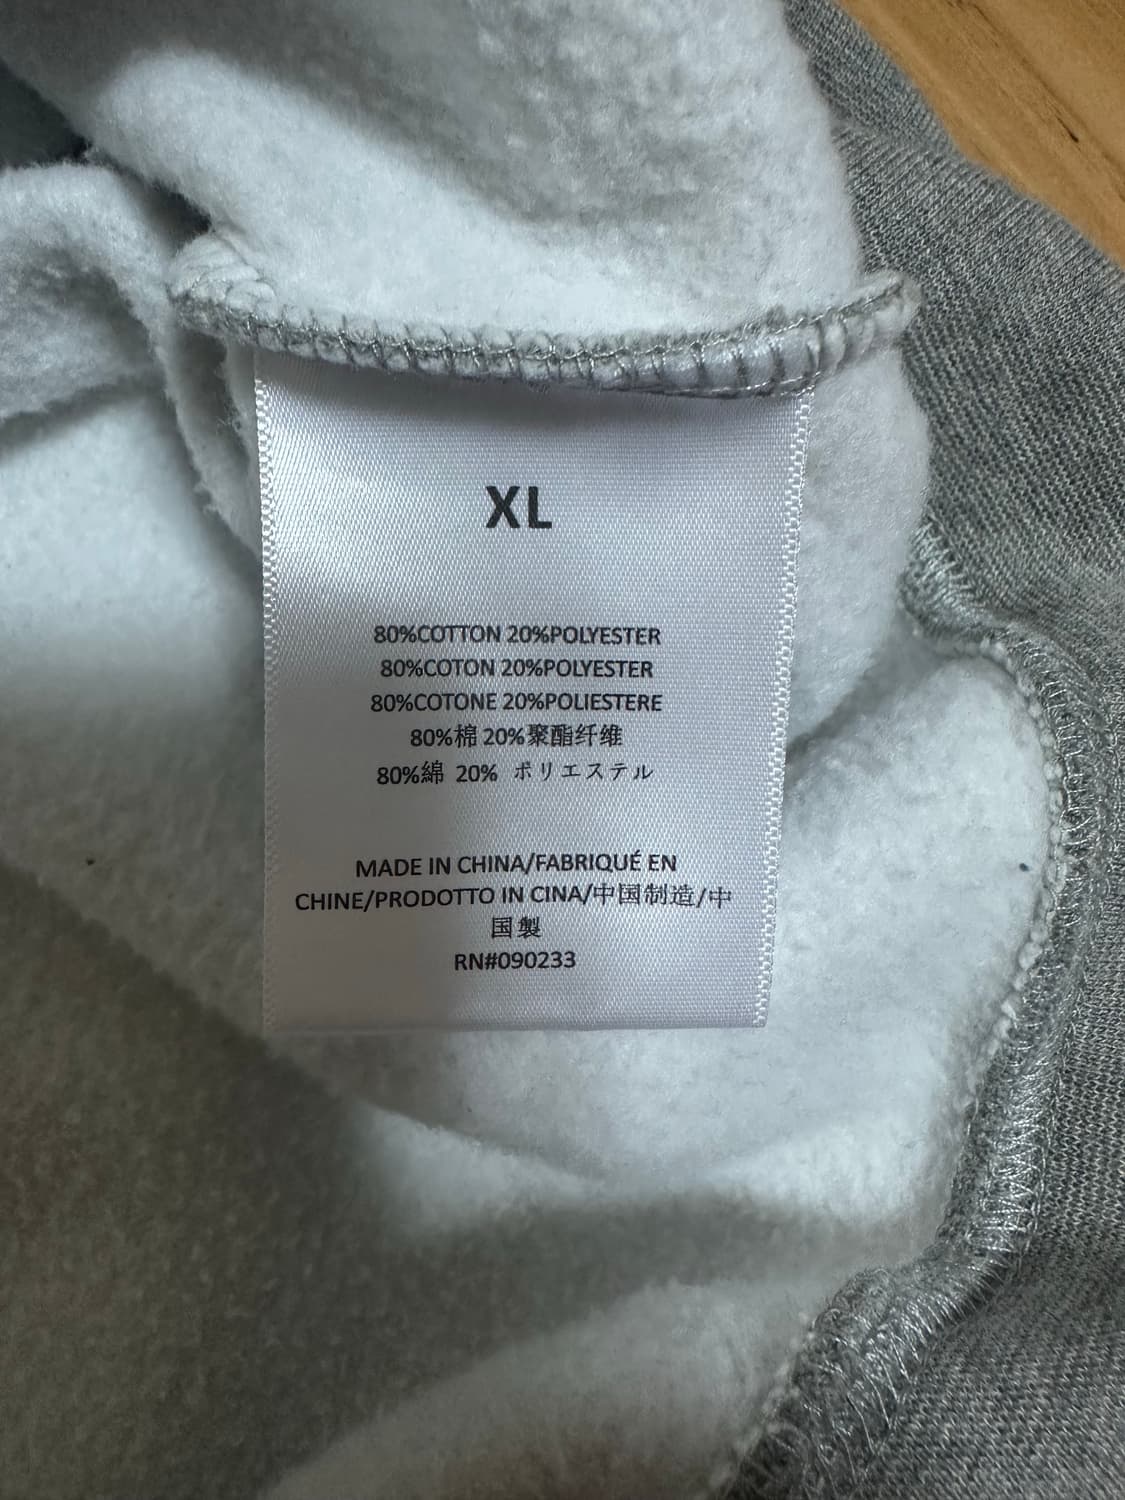 XL
80%COTTON 20%POLYESTER
80%COTON 20%POLYESTER
80%COTONE 20%POLIESTERE
80%棉 20%聚酯纤维
80%綿 20% ポリエステル
MADE IN CHINA/FABRIQUÉ EN
CHINE/PRODOTTO IN CINA/中国制造/中
国製
RN#090233